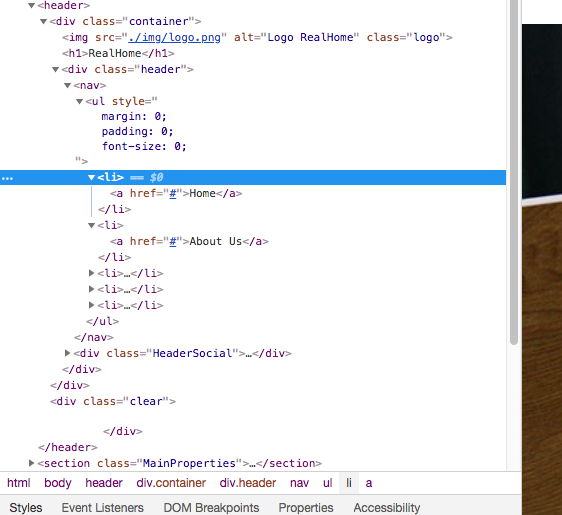 ▼<header>
▼<div class="container">
<img src="./img/logo.png" alt="Logo RealHome" class="logo">
<h1>RealHome</h1>
▼<div class="header">
▼<nav>
▼<ul style="
margin: 0;
padding: 0;
font-size: 0;
">
… ▼<li> == $0
<a href="#">Home</a>
</li>
▼<li>
<a href="#">About Us</a>
</li>
▶<li>…</li>
▶<li>…</li>
▶<li>…</li>
</ul>
</nav>
▶<div class="HeaderSocial">…</div>
</div>
</div>
<div class="clear">
</div>
</header>
▶<section class="MainProperties">…</section>
html body header div.container div.header nav ul li a
Styles Event Listeners DOM Breakpoints Properties Accessibility